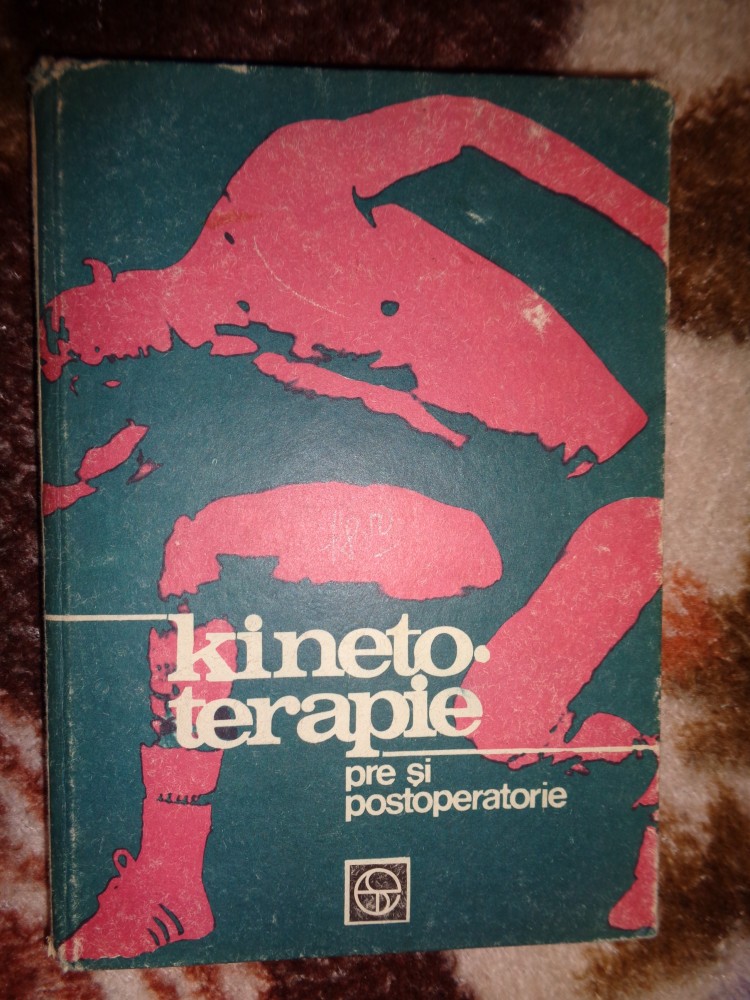 kineto-
terapie
pre și
postoperatorie